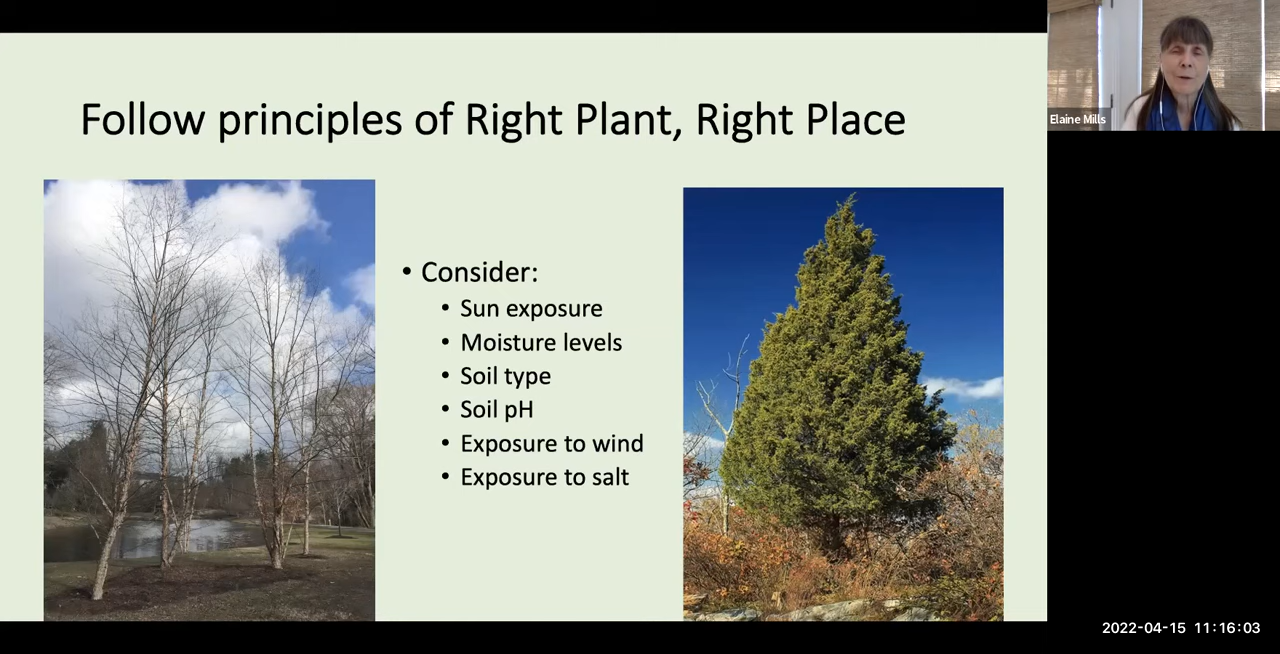 Follow principles of Right Plant, Right Place
Elaine Mills
• Consider:
• Sun exposure
• Moisture levels
• Soil type
• Soil pH
• Exposure to wind
• Exposure to salt
2022-04-15 11:16:03